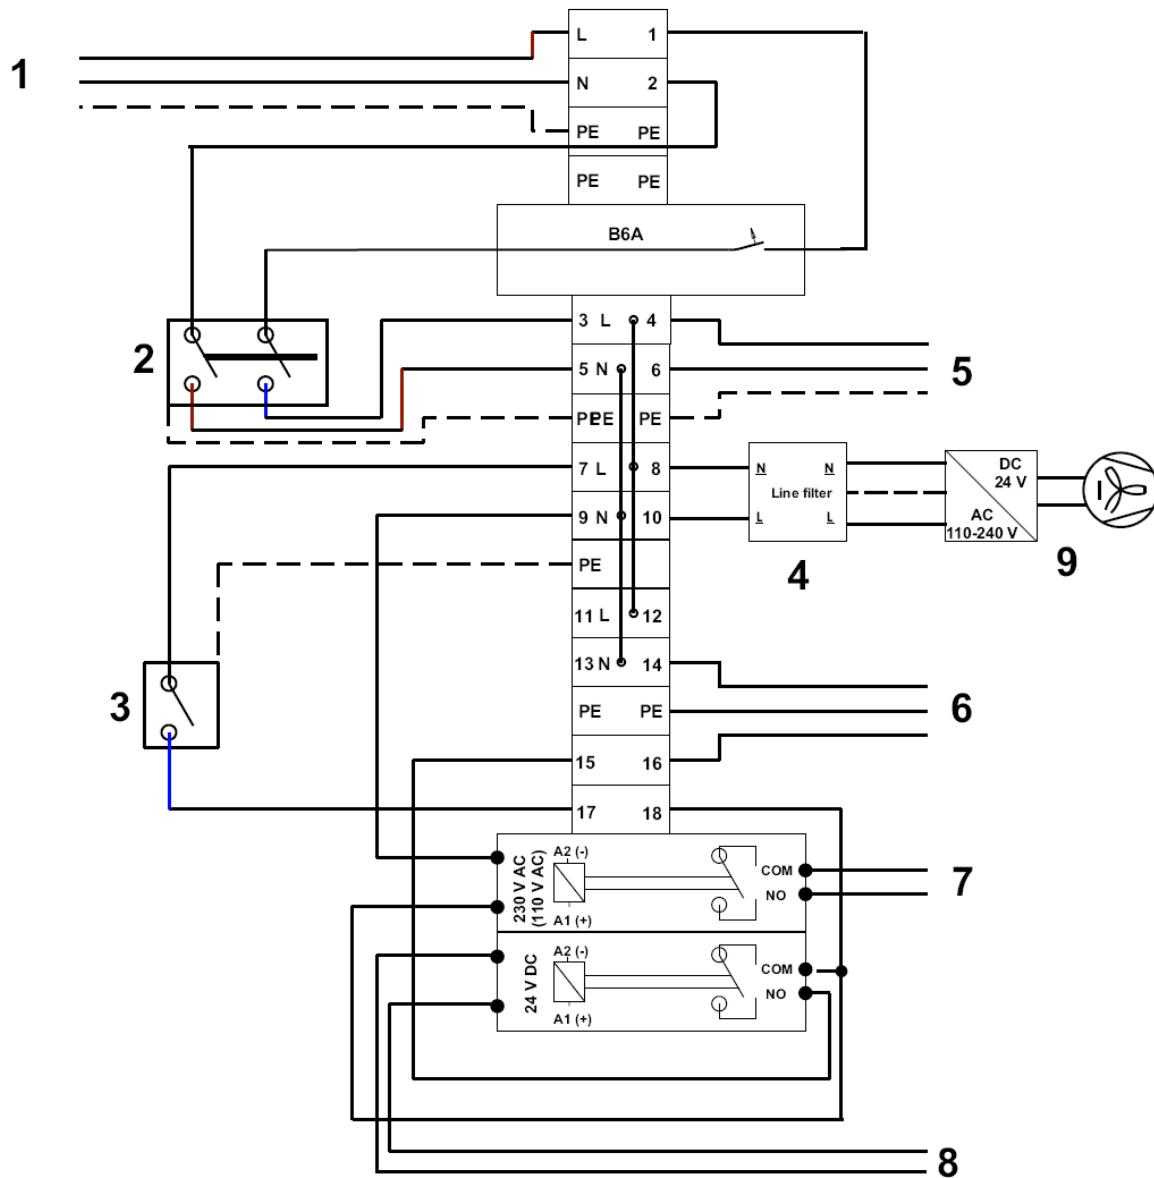 L 1
1
N 2
PE PE
PE PE
B6A
2
3 L 4
5 N 6
5
PE PE PE
7 L 8
N N
DC
24 V
Line filter
9 N 10
L L
AC
110-240 V
4
9
PE
11 L 12
13 N 14
3
PE PE
6
15 16
17 18
230 V AC
(110 V AC)
A2 (-)
COM
7
NO
A1 (+)
24 V DC
A2 (-)
COM
NO
A1 (+)
8